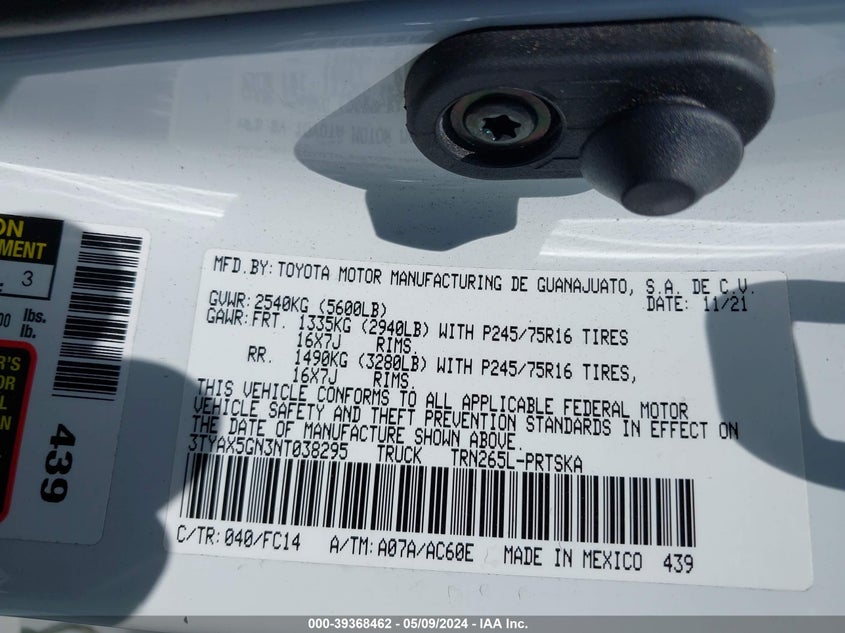 ON
MENT
3
00 lbs.
lb.
R'S
OR
L
N
439
MFD.BY: TOYOTA MOTOR MANUFACTURING DE GUANAJUATO, S.A. DE C.V.
GVWR: 2540KG (5600LB) DATE: 11/21
GAWR: FRT. 1335KG (2940LB) WITH P245/75R16 TIRES
16X7J RIMS.
RR. 1490KG (3280LB) WITH P245/75R16 TIRES,
16X7J RIMS.
THIS VEHICLE CONFORMS TO ALL APPLICABLE FEDERAL MOTOR
VEHICLE SAFETY AND THEFT PREVENTION STANDARDS IN EFFECT ON
THE DATE OF MANUFACTURE SHOWN ABOVE.
3TYAX5GN3NT038295 TRUCK TRN265L-PRTSKA
C/TR: 040/FC14 A/TM: A07A/AC60E MADE IN MEXICO 439
000-39368462 - 05/09/2024 - IAA Inc.